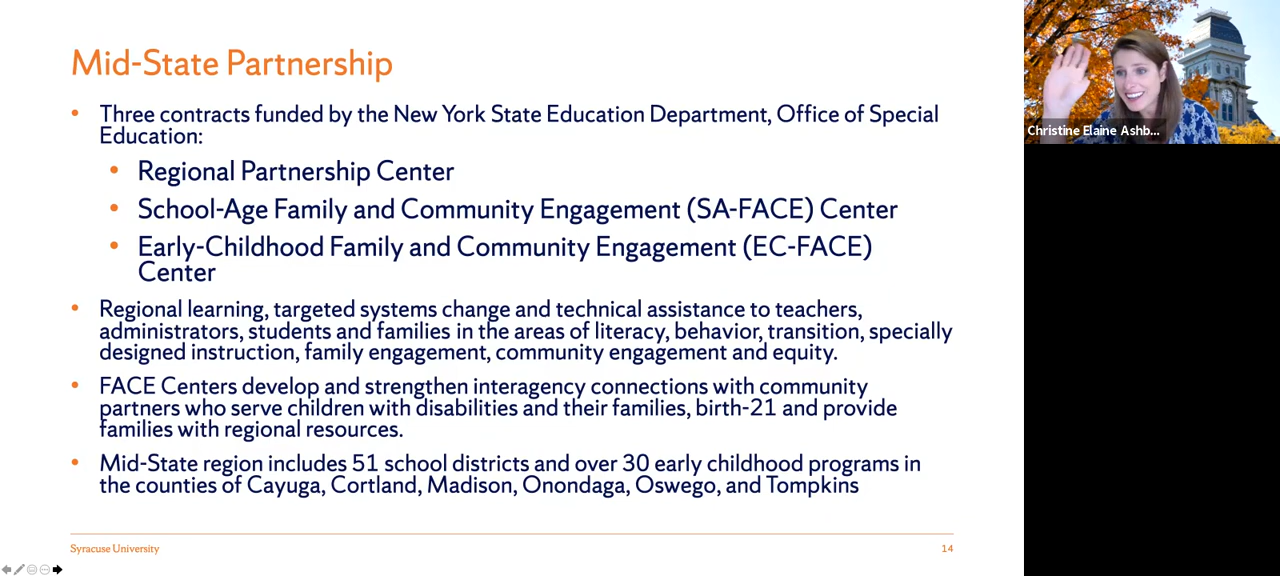 Mid-State Partnership
• Three contracts funded by the New York State Education Department, Office of Special
Education:
• Regional Partnership Center
• School-Age Family and Community Engagement (SA-FACE) Center
• Early-Childhood Family and Community Engagement (EC-FACE)
Center
• Regional learning, targeted systems change and technical assistance to teachers,
administrators, students and families in the areas of literacy, behavior, transition, specially
designed instruction, family engagement, community engagement and equity.
• FACE Centers develop and strengthen interagency connections with community
partners who serve children with disabilities and their families, birth-21 and provide
families with regional resources.
• Mid-State region includes 51 school districts and over 30 early childhood programs in
the counties of Cayuga, Cortland, Madison, Onondaga, Oswego, and Tompkins
Syracuse University
14
Christine Elaine Ashb...